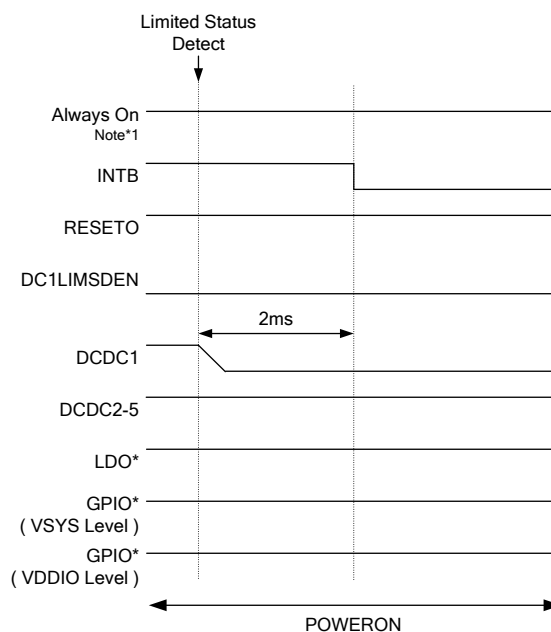 Limited Status
Detect
Always On
Note*1
INTB
RESETO
DC1LIMSDEN
2ms
DCDC1
DCDC2-5
LDO*
GPIO*
( VSYS Level )
GPIO*
( VDDIO Level )
POWERON